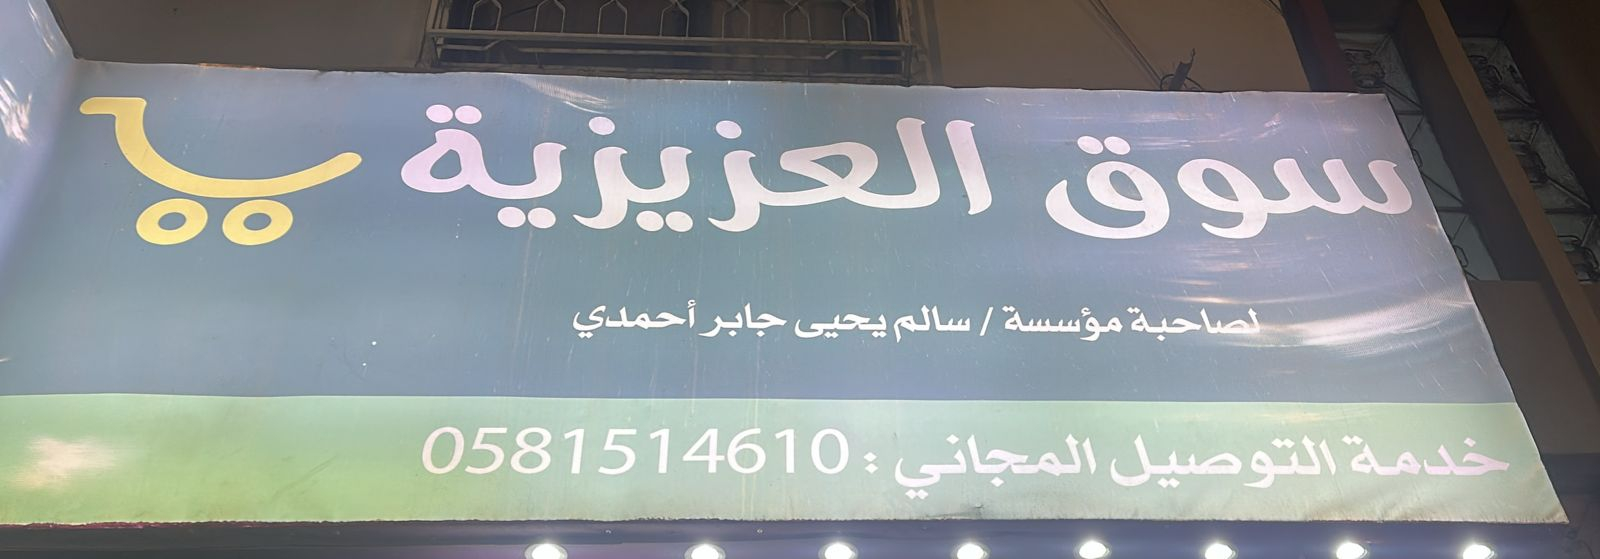 سوق العزيزية
لصاحبة مؤسسة / سالم يحيى جابر أحمدي
خدمة التوصيل المجاني : 0581514610